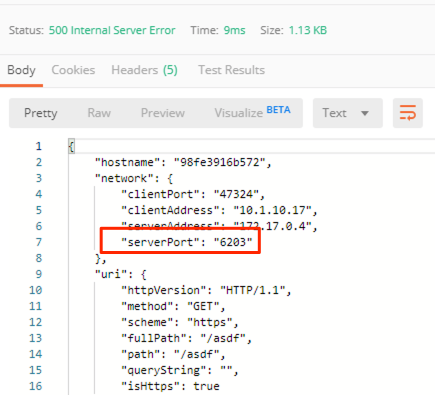 Status: 500 Internal Server Error Time: 9ms Size: 1.13 KB
Body Cookies Headers (5) Test Results
Pretty Raw Preview Visualize BETA Text
1 {
2 "hostname": "98fe3916b572",
3 "network": {
4 "clientPort": "47324",
5 "clientAddress": "10.1.10.17",
6 "serverAddress": "172.17.0.4",
7 "serverPort": "6203"
8 },
9 "uri": {
10 "httpVersion": "HTTP/1.1",
11 "method": "GET",
12 "scheme": "https",
13 "fullPath": "/asdf",
14 "path": "/asdf",
15 "queryString": "",
16 "isHttps": true